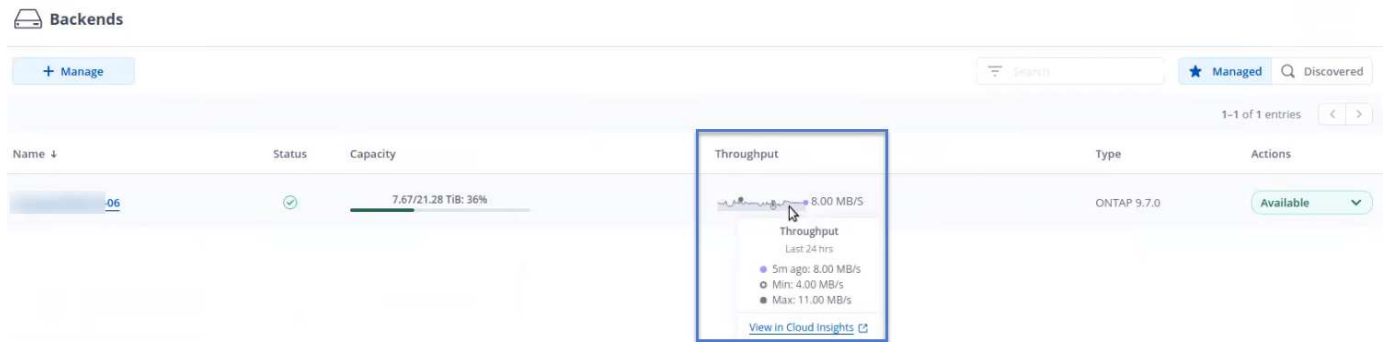 Backends
+ Manage
Search
Managed
Discovered
1–1 of 1 entries
Name ↓ Status Capacity Throughput Type Actions
-06 7.67/21.28 TiB: 36% 8.00 MB/S ONTAP 9.7.0 Available
Throughput
Last 24 hrs
5m ago: 8.00 MB/s
Min: 4.00 MB/s
Max: 11.00 MB/s
View in Cloud Insights